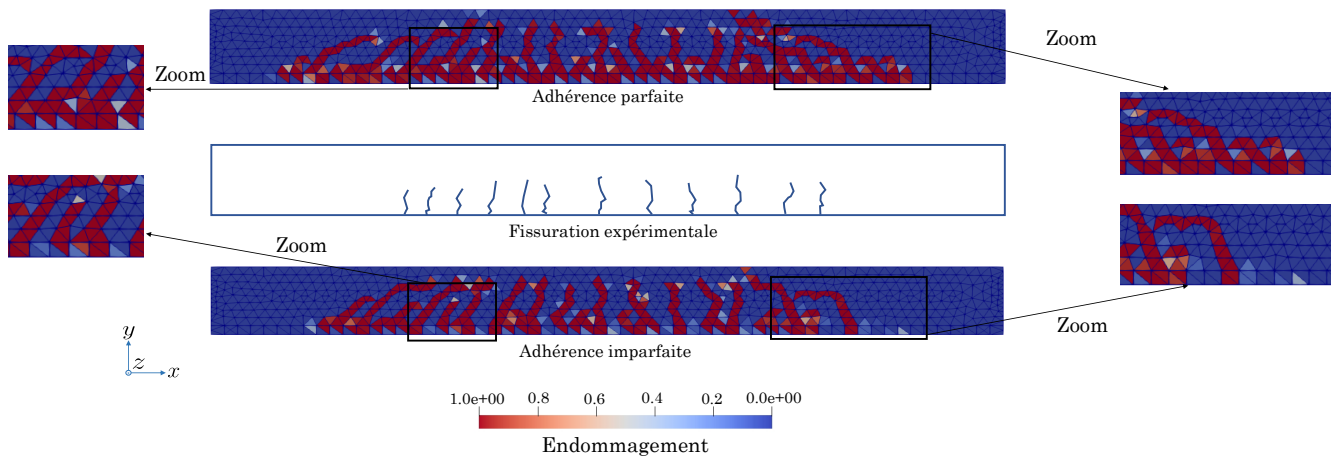 Zoom
Zoom
Adhérence parfaite
Fissuration expérimentale
Zoom
Zoom
Adhérence imparfaite
y
z
x
1.0e+00 0.8 0.6 0.4 0.2 0.0e+00
Endommagement